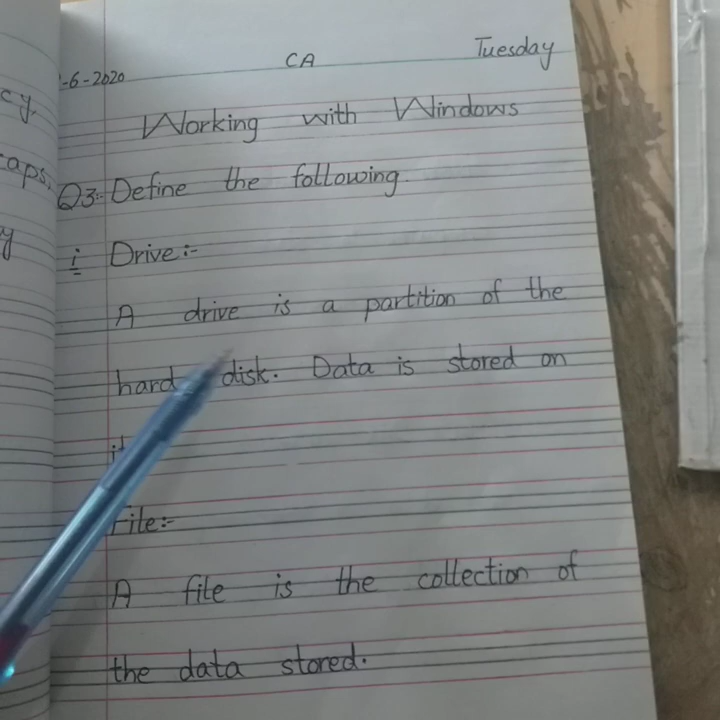 -6-2020 CA Tuesday
Working with Windows
Q3:- Define the following.
i Drive:-
A drive is a partition of the
hard disk. Data is stored on
it
File:-
A file is the collection of
the data stored.